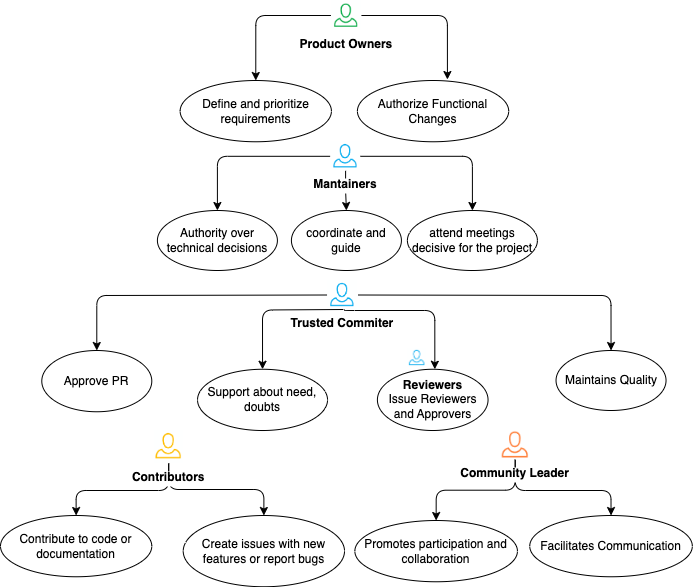 Product Owners
Define and prioritize
requirements
Authorize Functional
Changes
Mantainers
Authority over
technical decisions
coordinate and
guide
attend meetings
decisive for the project
Trusted Commiter
Approve PR
Support about need,
doubts
Reviewers
Issue Reviewers
and Approvers
Maintains Quality
Contributors
Contribute to code or
documentation
Create issues with new
features or report bugs
Community Leader
Promotes participation and
collaboration
Facilitates Communication